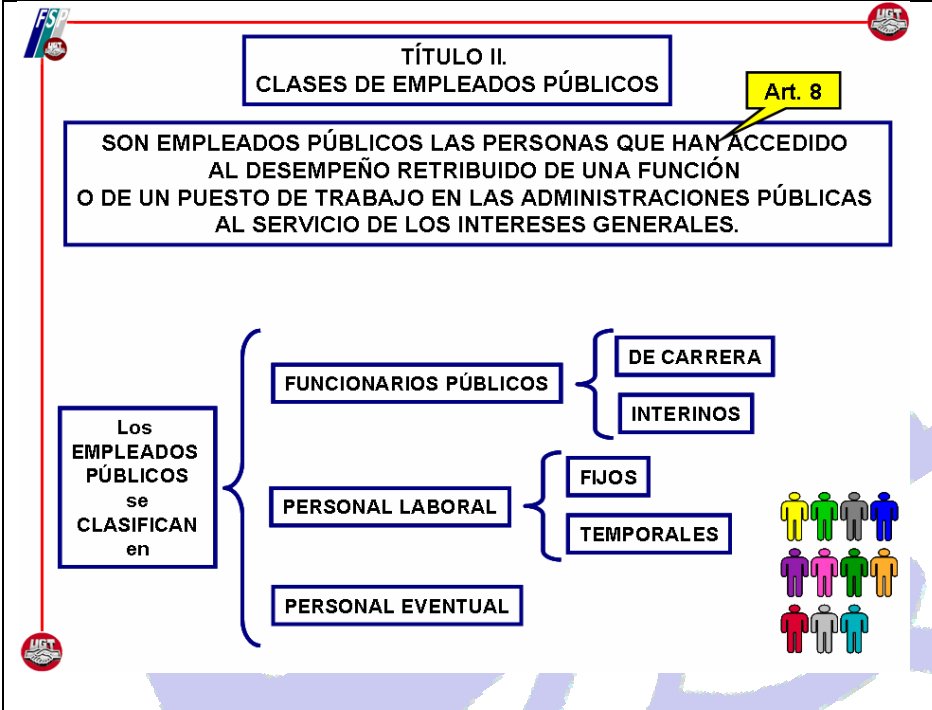 FSP
UGT
UGT
TÍTULO II.
CLASES DE EMPLEADOS PÚBLICOS
Art. 8
SON EMPLEADOS PÚBLICOS LAS PERSONAS QUE HAN ACCEDIDO
AL DESEMPEÑO RETRIBUIDO DE UNA FUNCIÓN
O DE UN PUESTO DE TRABAJO EN LAS ADMINISTRACIONES PÚBLICAS
AL SERVICIO DE LOS INTERESES GENERALES.
Los
EMPLEADOS
PÚBLICOS
se
CLASIFICAN
en
FUNCIONARIOS PÚBLICOS
DE CARRERA
INTERINOS
PERSONAL LABORAL
FIJOS
TEMPORALES
PERSONAL EVENTUAL
UGT